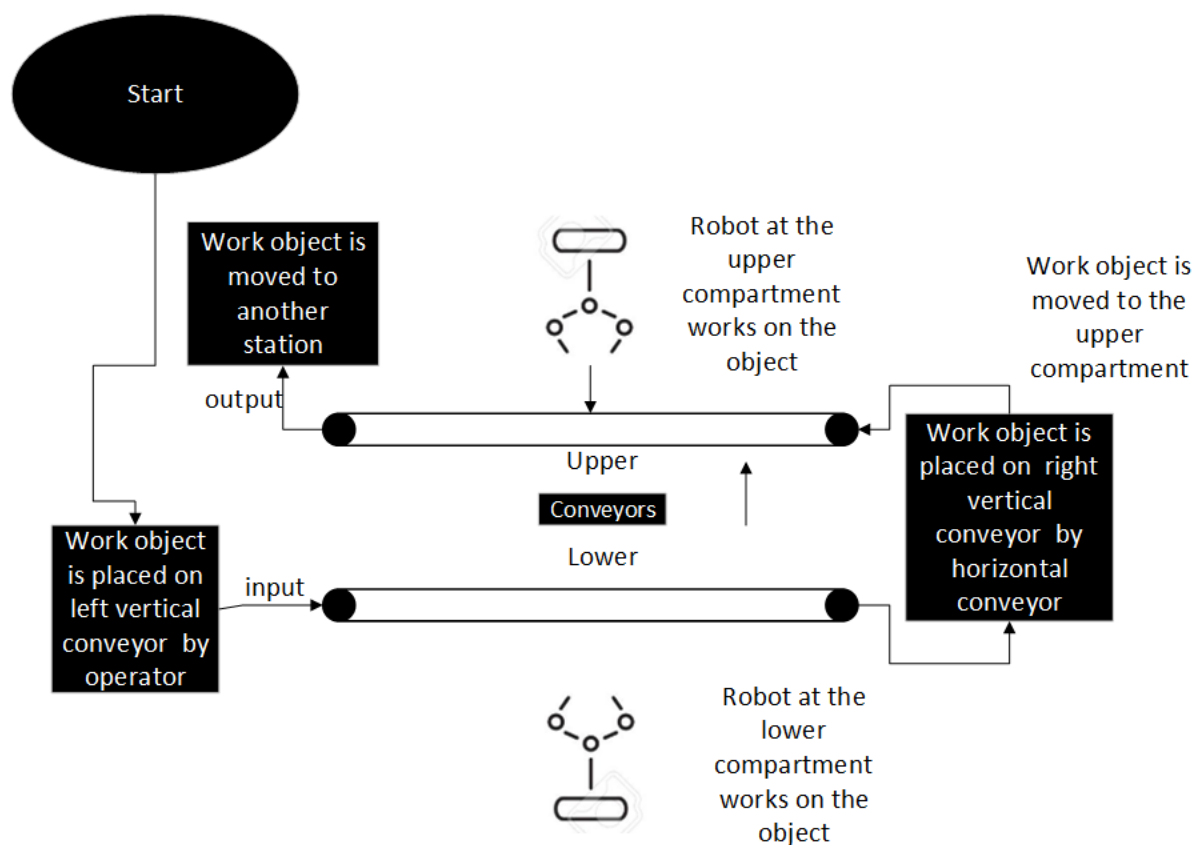 Start
Work object is
moved to
another
station
Robot at the
upper
compartment
works on the
object
Work object is
moved to the
upper
compartment
output
Work object is
placed on right
vertical
conveyor by
horizontal
conveyor
Upper
Conveyors
Lower
Work object
is placed on
left vertical
conveyor by
operator
input
Robot at the
lower
compartment
works on the
object